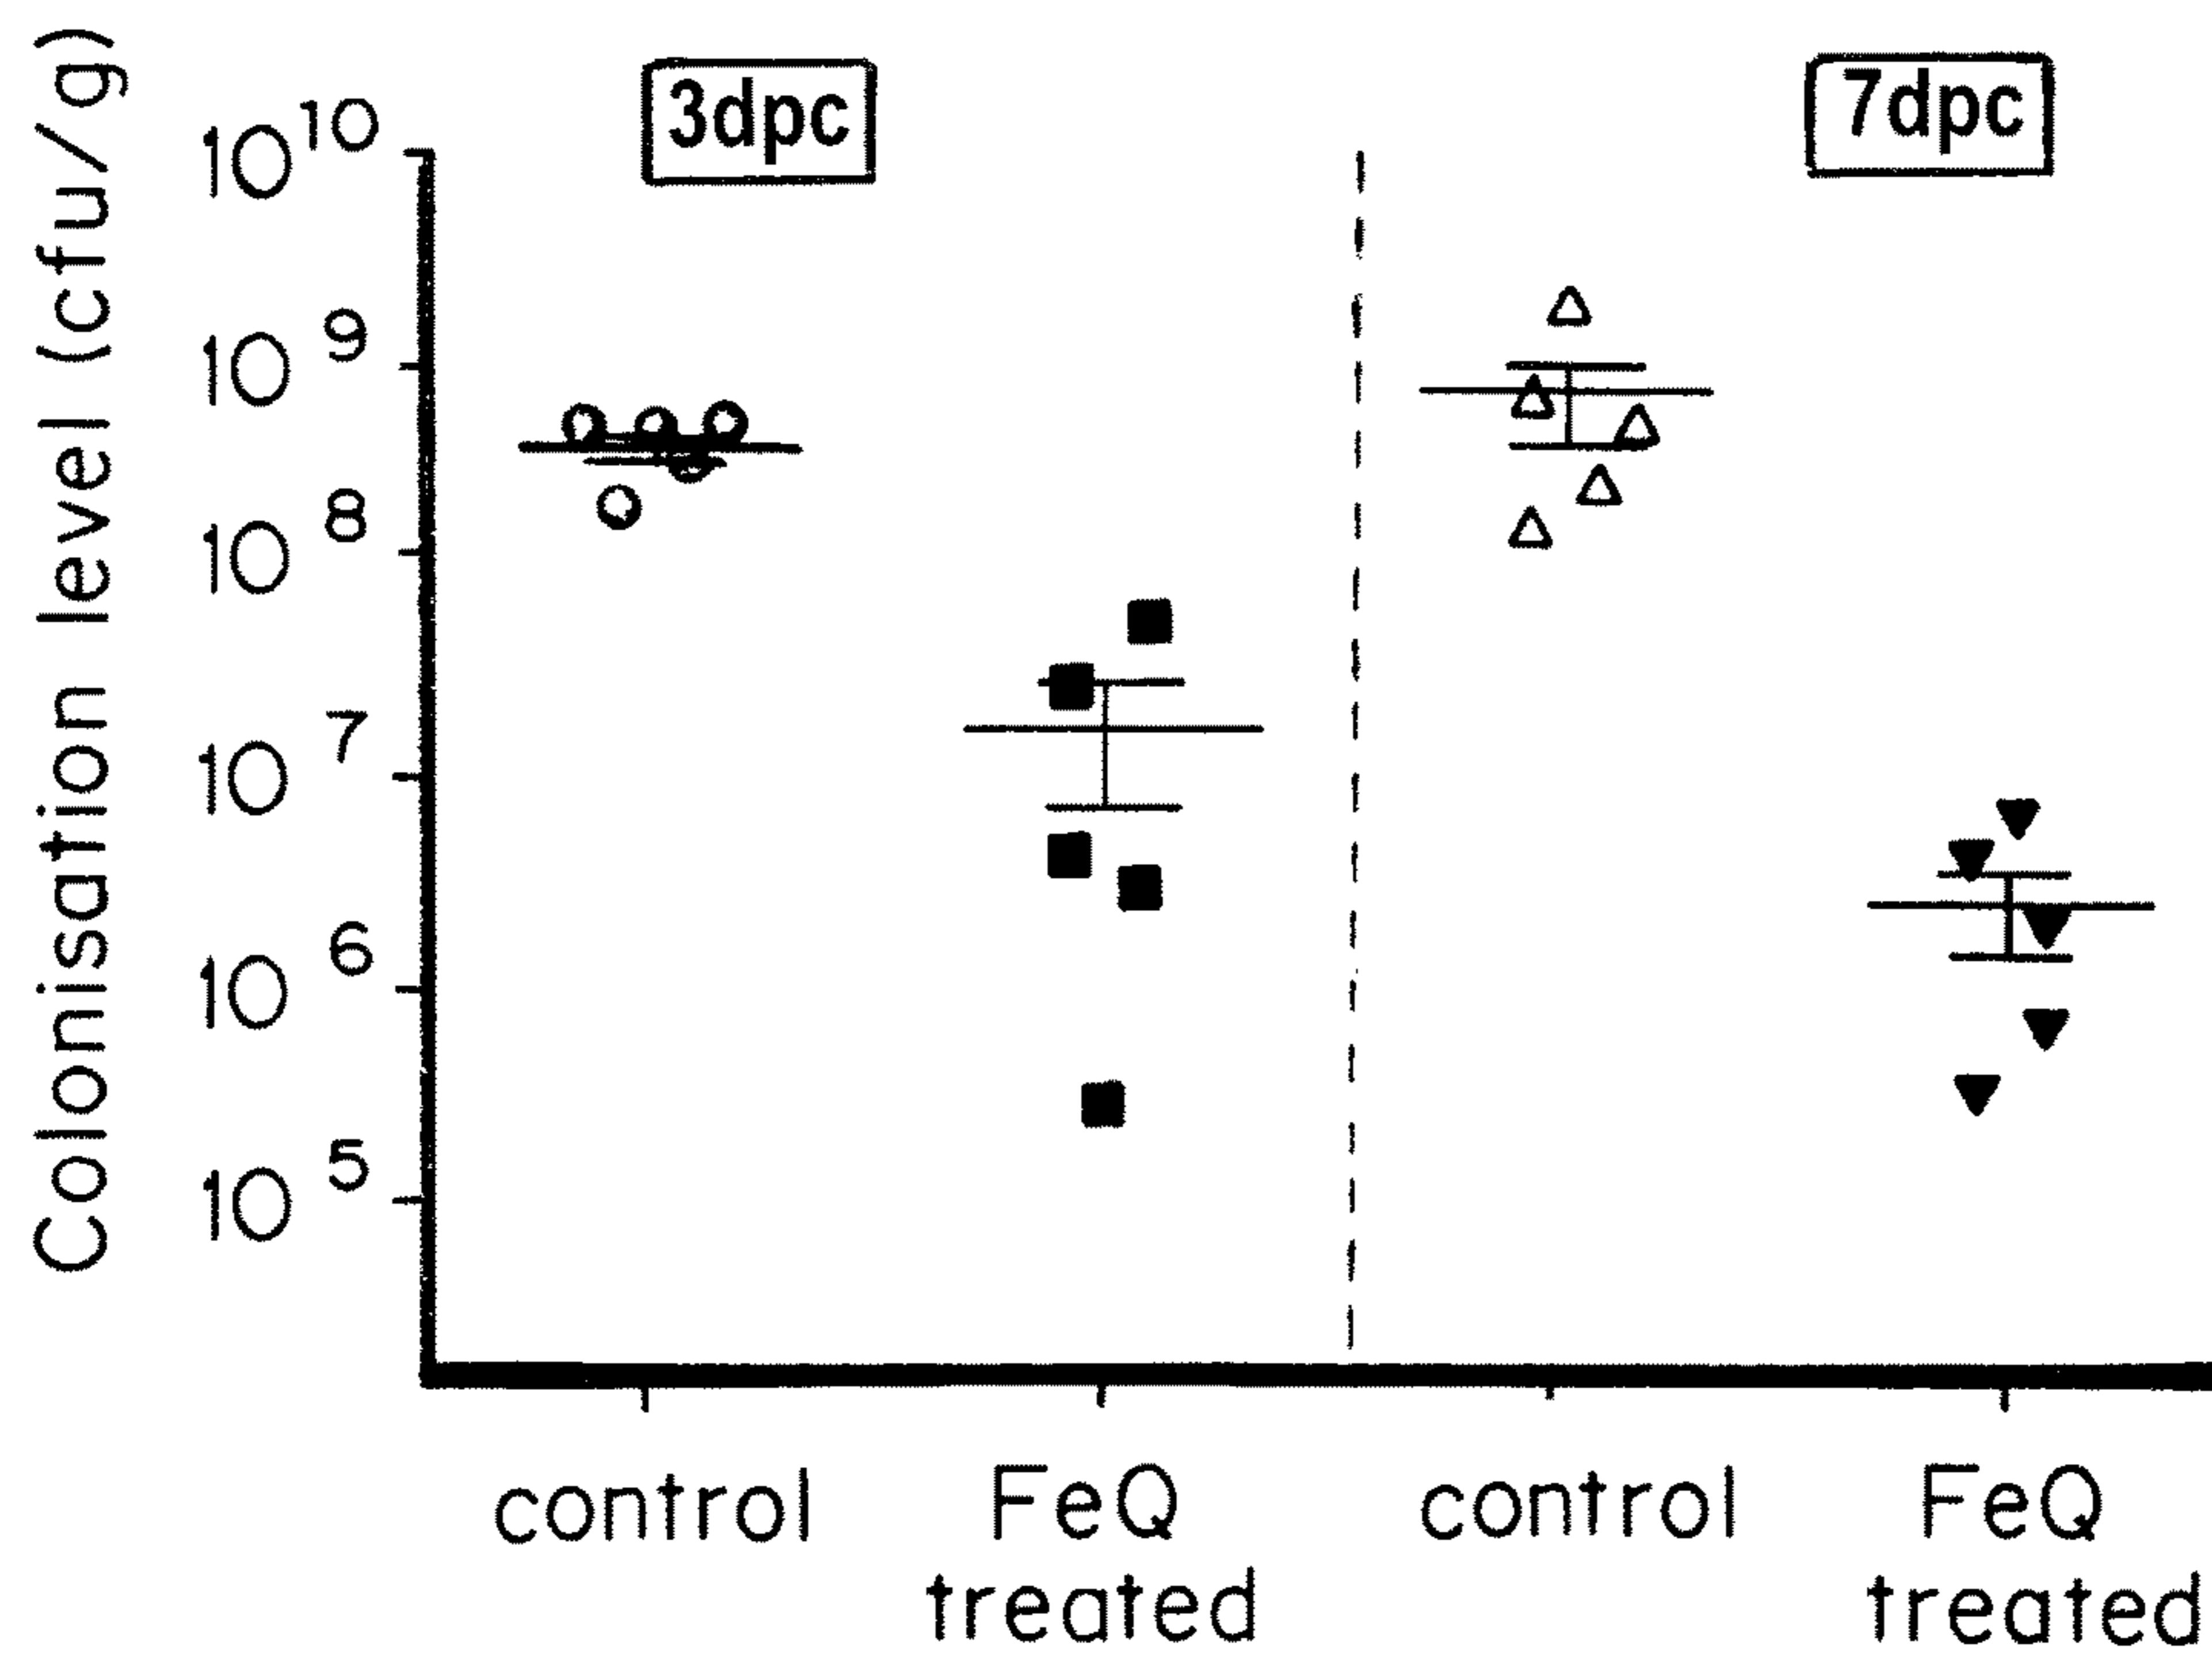 Colonisation level (cfu/g)
3dpc
7dpc
10^10
10^9
10^8
10^7
10^6
10^5
control
FeQ
treated
control
FeQ
treated